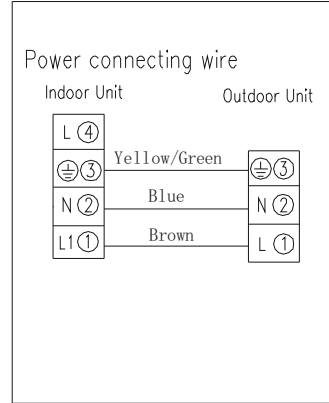 Power connecting wire
Indoor Unit
Outdoor Unit
L ④
⏚ ③ Yellow/Green ⏚ ③
N ② Blue N ②
L1 ① Brown L ①